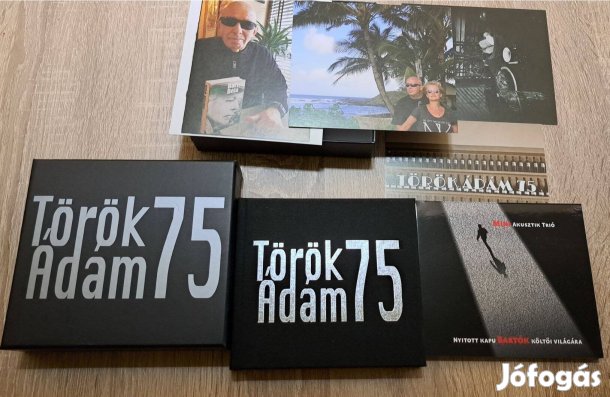 TÖRÖK ÁDÁM 75
Török 75
Ádám
Török 75
Ádám
Mini Akusztik Trió
Nyitott kapu Bartók költői világára
Jófogás